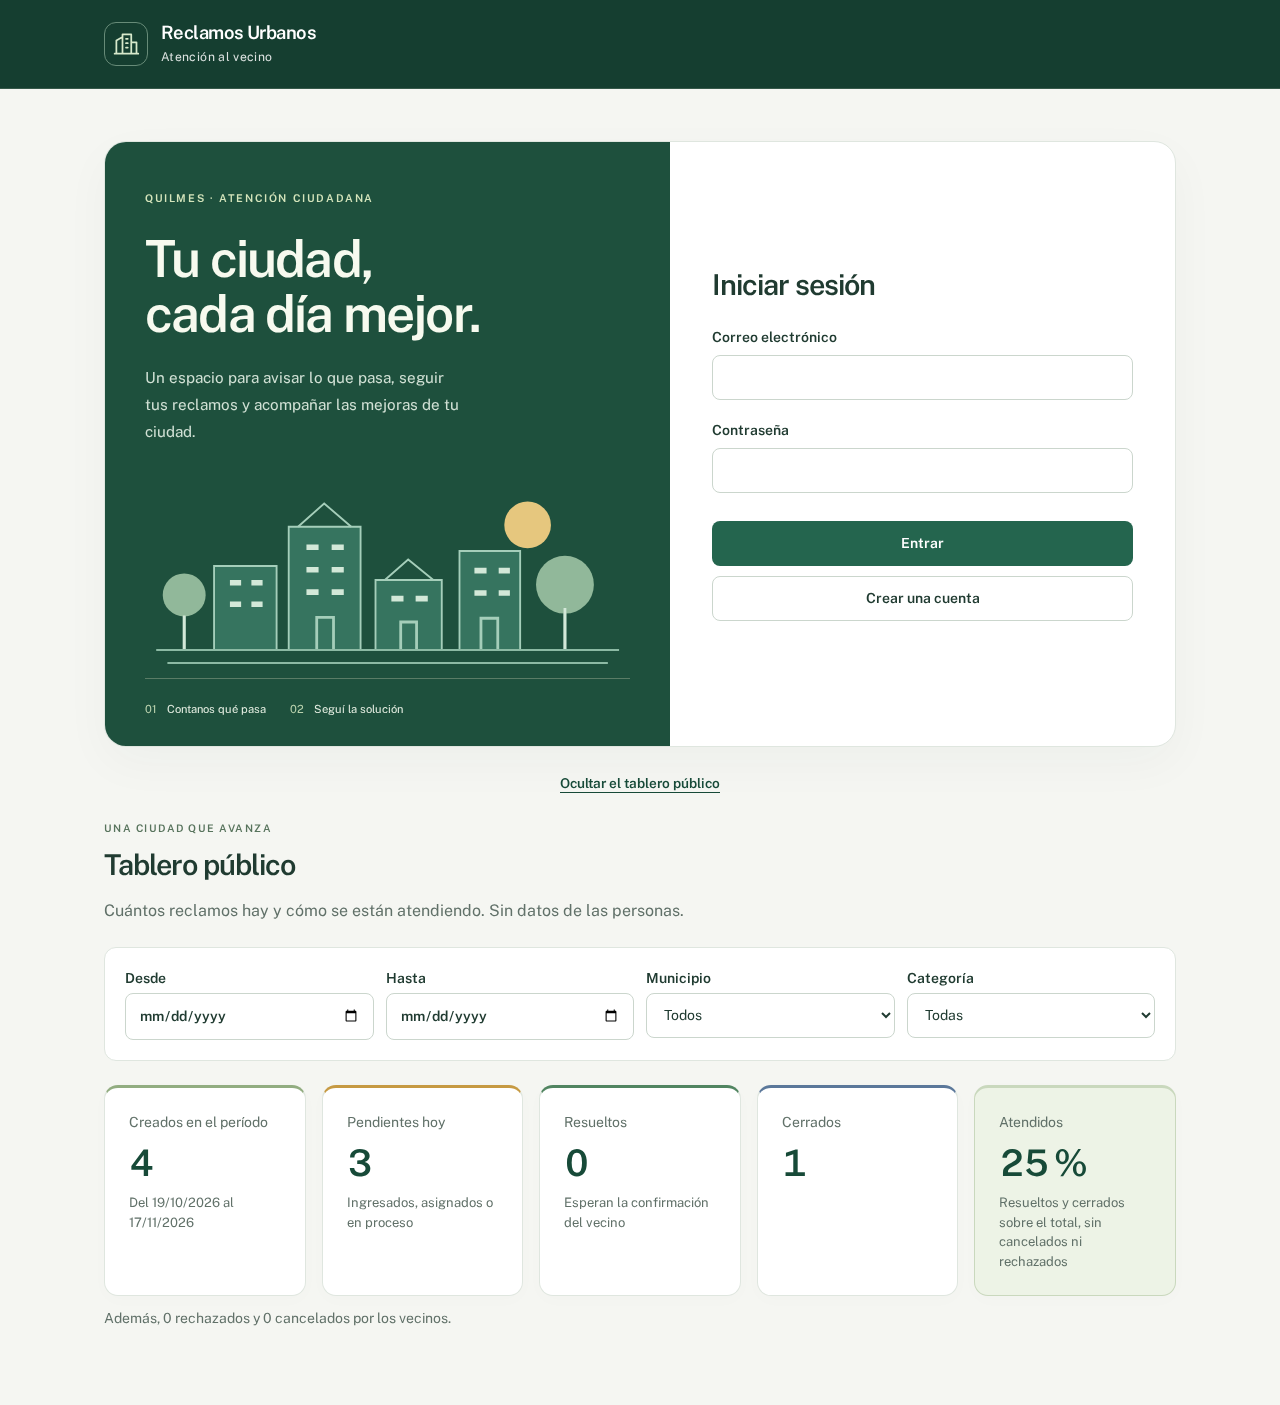 Reclamos Urbanos
Atención al vecino
QUILMES · ATENCIÓN CIUDADANA
Tu ciudad,
cada día mejor.
Un espacio para avisar lo que pasa, seguir
tus reclamos y acompañar las mejoras de tu
ciudad.
01 Contanos qué pasa 02 Seguí la solución
Iniciar sesión
Correo electrónico
Contraseña
Entrar
Crear una cuenta
Ocultar el tablero público
UNA CIUDAD QUE AVANZA
Tablero público
Cuántos reclamos hay y cómo se están atendiendo. Sin datos de las personas.
Desde
mm/dd/yyyy
Hasta
mm/dd/yyyy
Municipio
Todos
Categoría
Todas
Creados en el período
4
Del 19/10/2026 al
17/11/2026
Pendientes hoy
3
Ingresados, asignados o
en proceso
Resueltos
0
Esperan la confirmación
del vecino
Cerrados
1
Atendidos
25 %
Resueltos y cerrados
sobre el total, sin
cancelados ni
rechazados
Además, 0 rechazados y 0 cancelados por los vecinos.